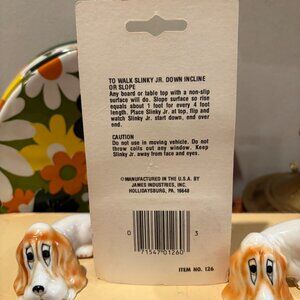 TO WALK SLINKY JR. DOWN INCLINE
OR SLOPE
Any board or table top with a non-slip
surface will do. Slope surface so rise
equals about 1 foot for every 4 foot
length. Place Slinky Jr. at top, flip and
watch Slinky Jr. start down, end over
end.
CAUTION
Do not use in moving vehicle. Do not
throw coils out any window. Keep
Slinky Jr. away from face and eyes.
©MANUFACTURED IN THE U.S.A. BY
JAMES INDUSTRIES, INC.
HOLLIDAYSBURG, PA
16648
0 71547 01260 3
ITEM NO. 126